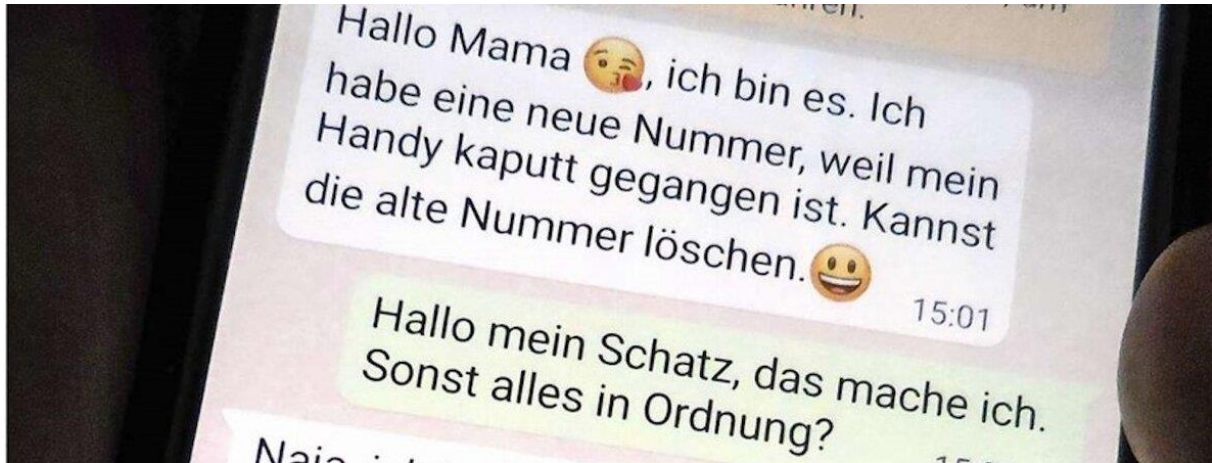 Hallo Mama 😘, ich bin es. Ich
habe eine neue Nummer, weil mein
Handy kaputt gegangen ist. Kannst
die alte Nummer löschen.😃
15:01
Hallo mein Schatz, das mache ich.
Sonst alles in Ordnung?